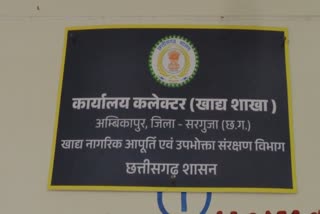 कार्यालय कलेक्टर (खाद्य शाखा )
अम्बिकापुर, जिला - सरगुजा (छ.ग.)
खाद्य नागरिक आपूर्ति एवं उपभोक्ता संरक्षण विभाग
छत्तीसगढ़ शासन